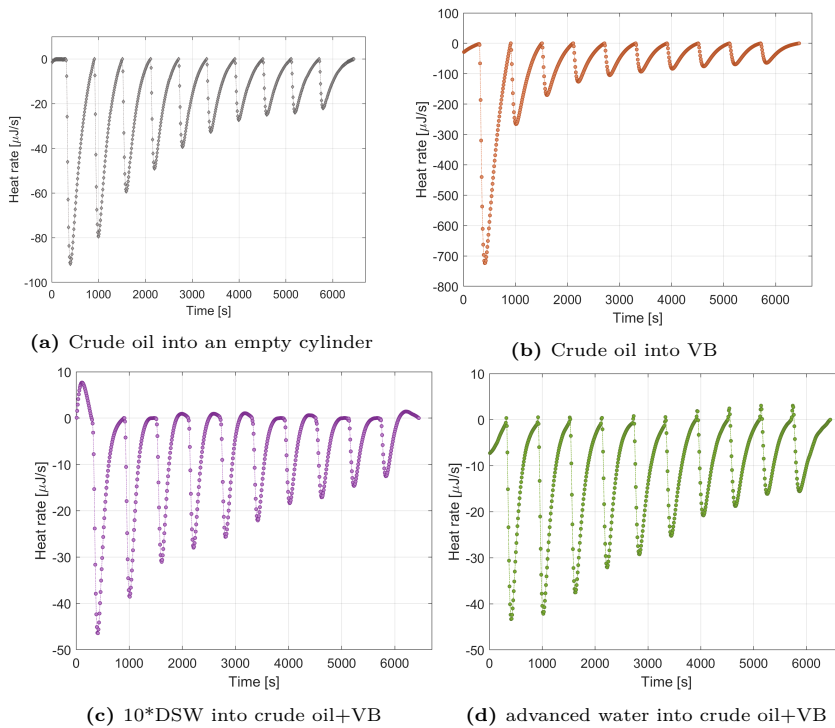 0
-20
-40
-60
-80
-100
Heat rate [μJ/s]
0 1000 2000 3000 4000 5000 6000
Time [s]
(a) Crude oil into an empty cylinder
100
0
-100
-200
-300
-400
-500
-600
-700
-800
Heat rate [μJ/s]
0 1000 2000 3000 4000 5000 6000
Time [s]
(b) Crude oil into VB
10
0
-10
-20
-30
-40
-50
Heat rate [μJ/s]
0 1000 2000 3000 4000 5000 6000
Time [s]
(c) 10*DSW into crude oil+VB
10
0
-10
-20
-30
-40
-50
Heat rate [μJ/s]
0 1000 2000 3000 4000 5000 6000
Time [s]
(d) advanced water into crude oil+VB